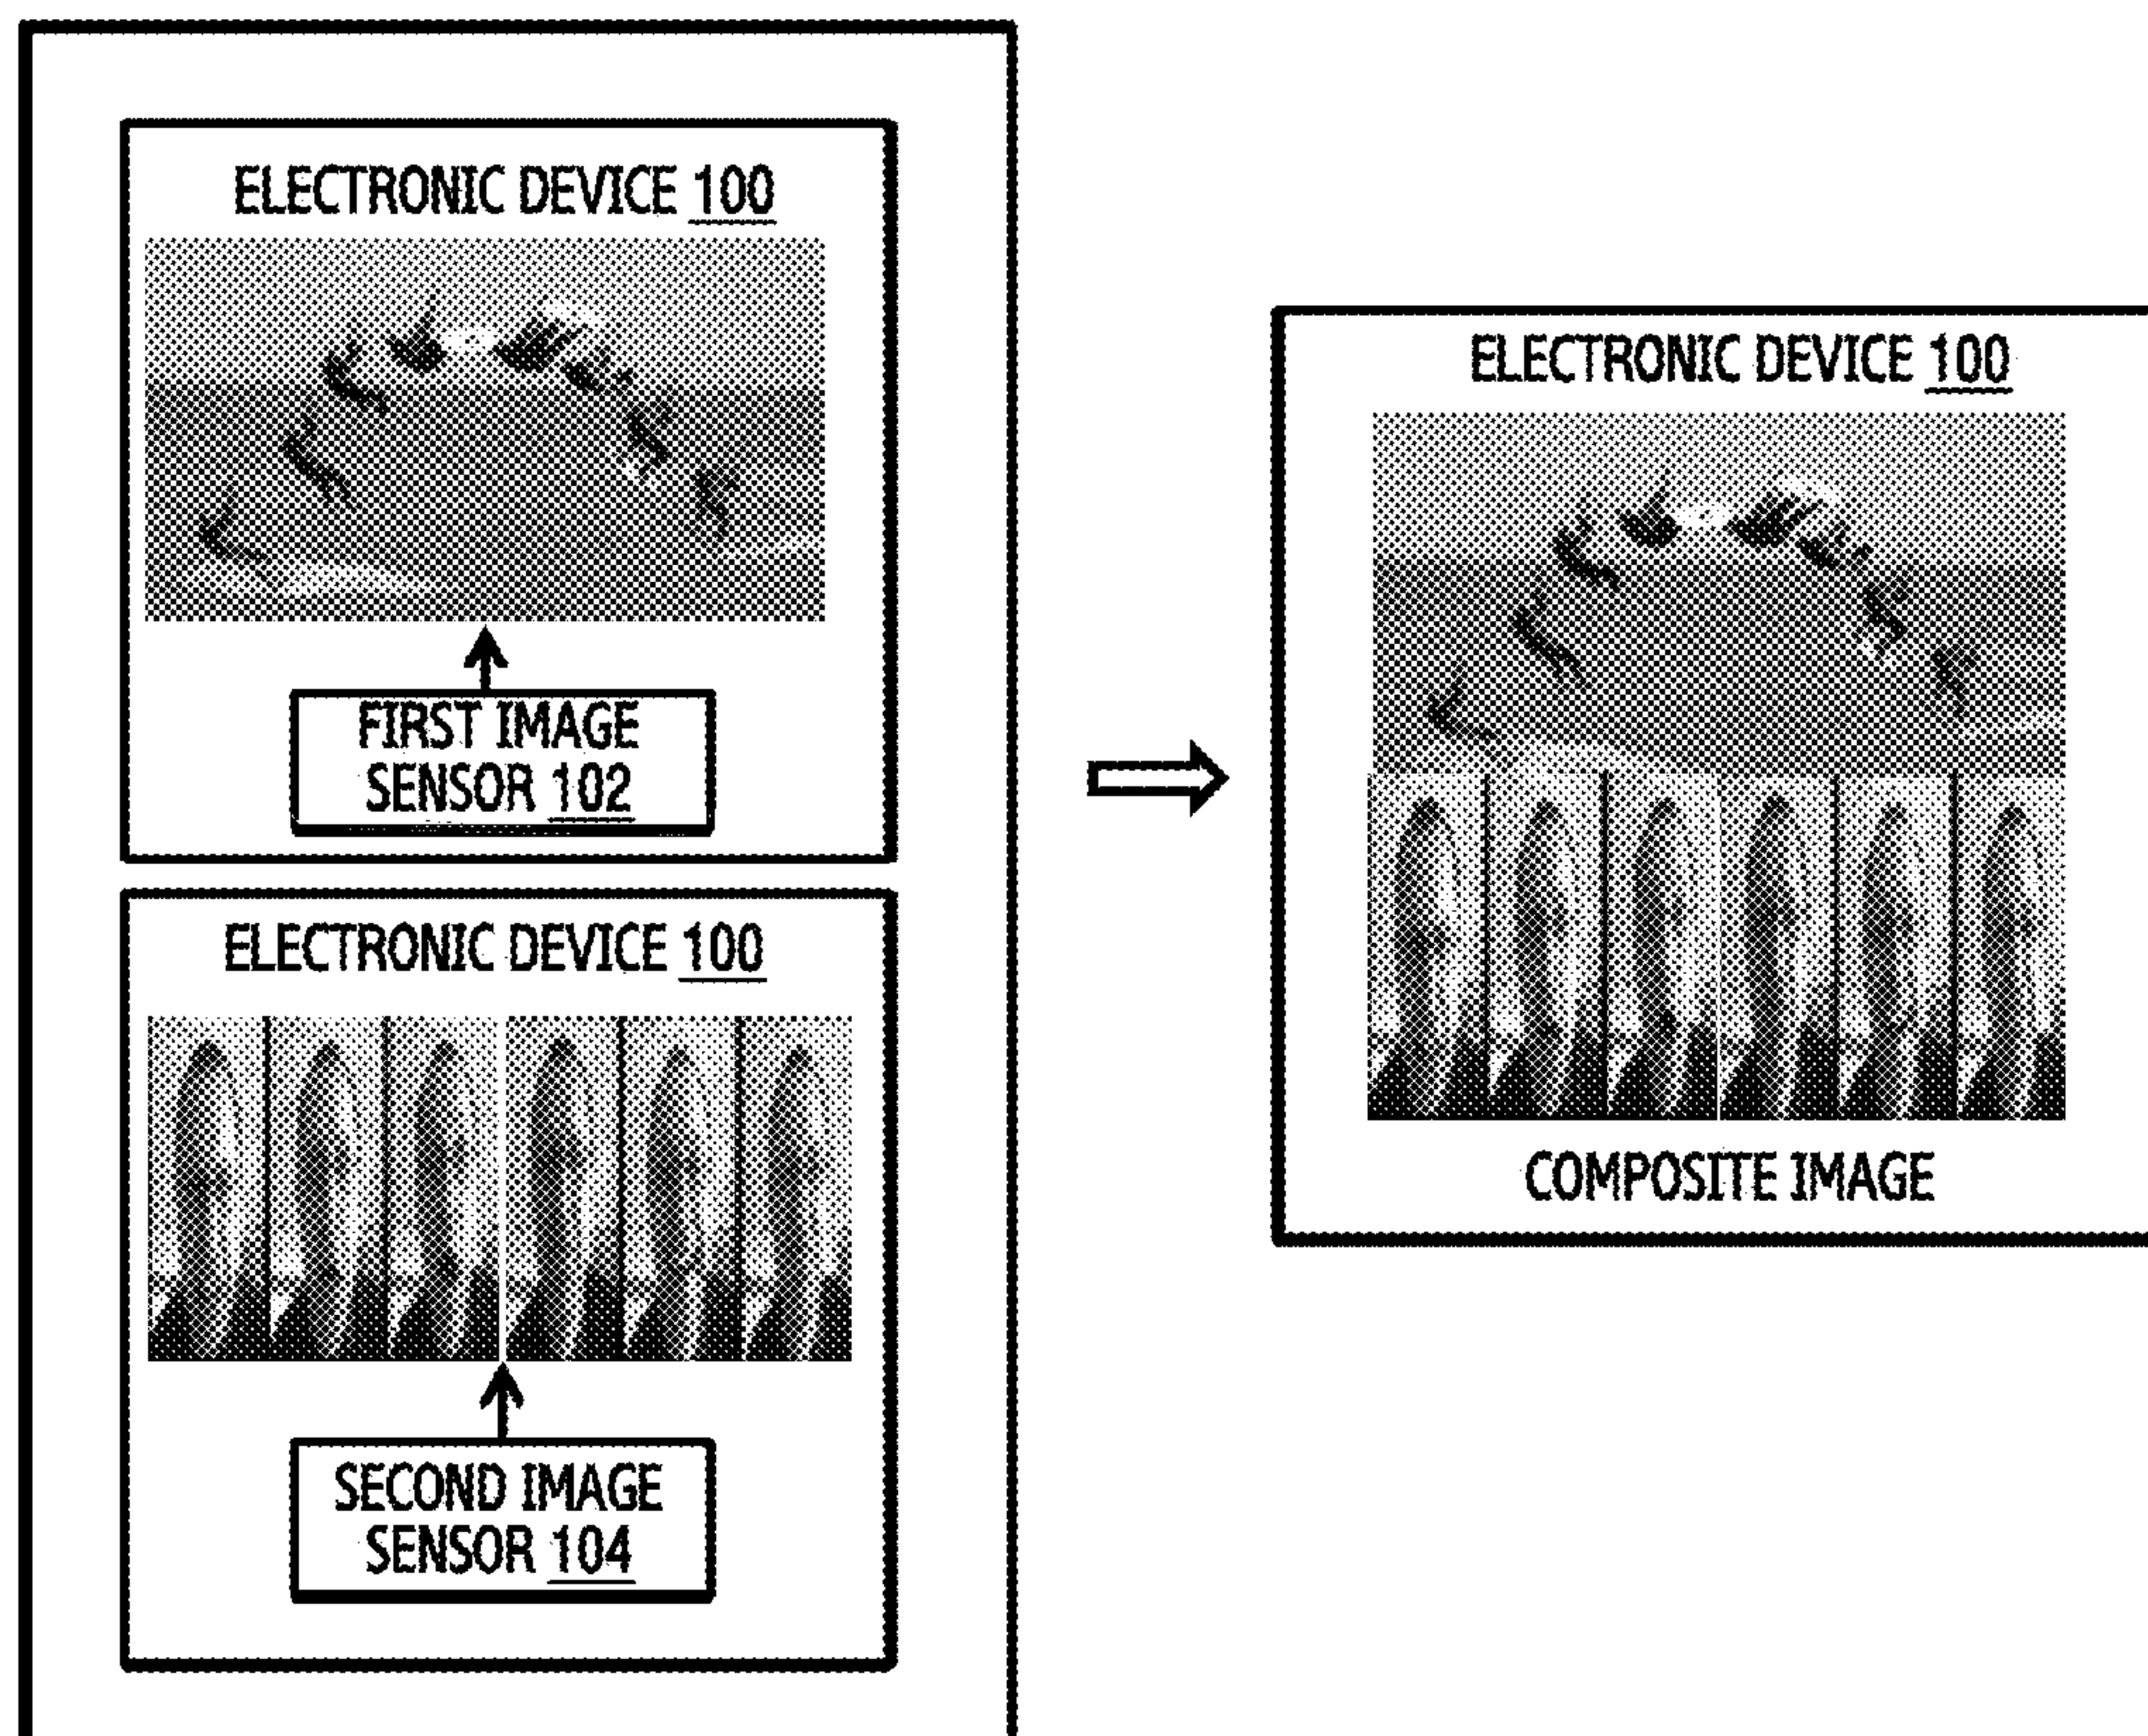 ELECTRONIC DEVICE 100
FIRST IMAGE
SENSOR 102
ELECTRONIC DEVICE 100
SECOND IMAGE
SENSOR 104
ELECTRONIC DEVICE 100
COMPOSITE IMAGE